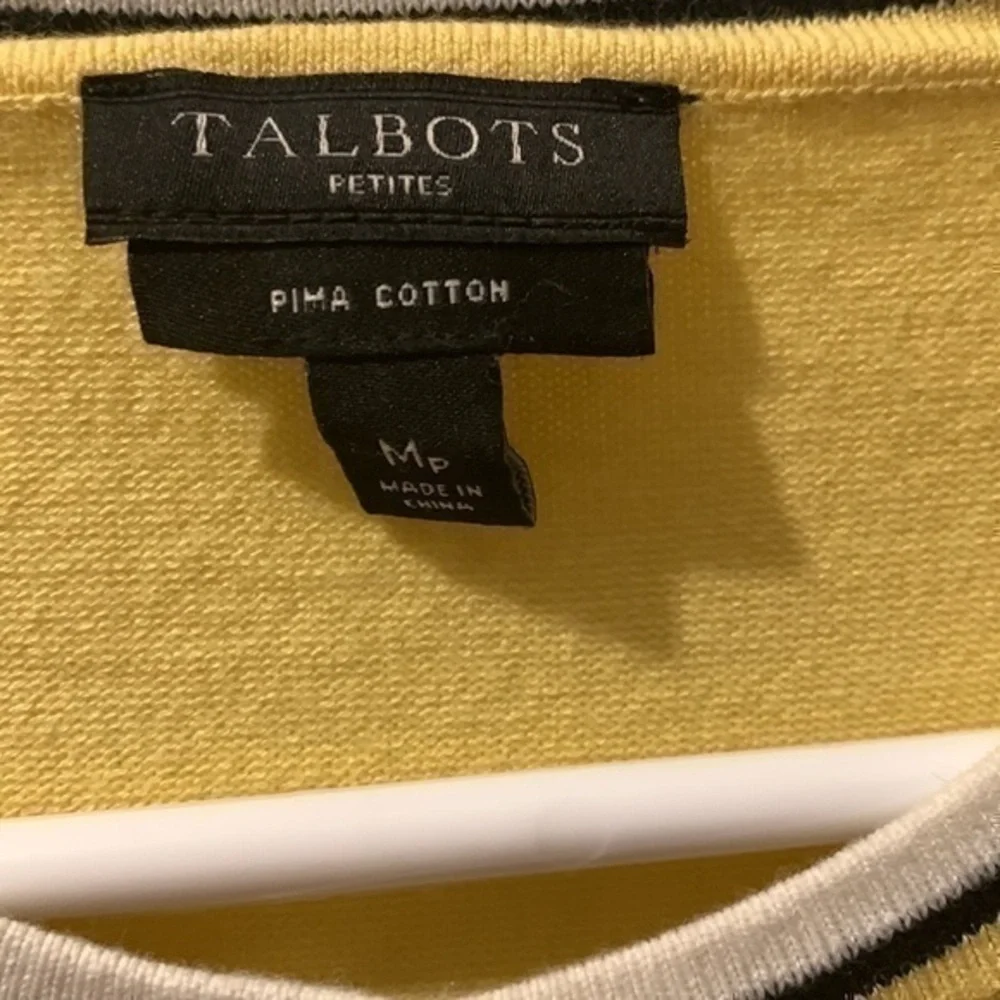 TALBOTS
PETITES
PIMA COTTON
MP
MADE IN
CHINA